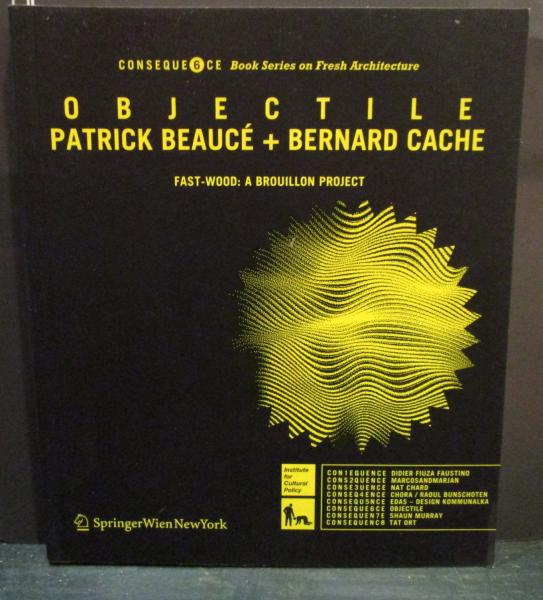 CONSEQUE6CE Book Series on Fresh Architecture
OBJECTILE
PATRICK BEAUCÉ + BERNARD CACHE
FAST-WOOD: A BROUILLON PROJECT
Institute
for
Cultural
Policy
CON1EQUENCE DIDIER FIUZA FAUSTINO
CONS2QUENCE MARCOSANDMARJAN
CONSE3UENCE NAT CHARD
CONSEQ4ENCE CHORA / RAOUL BUNSCHOTEN
CONSEQU5NCE EDAS – DESIGN KOMMUNALKA
CONSEQUE6CE OBJECTILE
CONSEQUEN7E SHAUN MURRAY
CONSEQUENC8 TAT ORT
SpringerWienNewYork